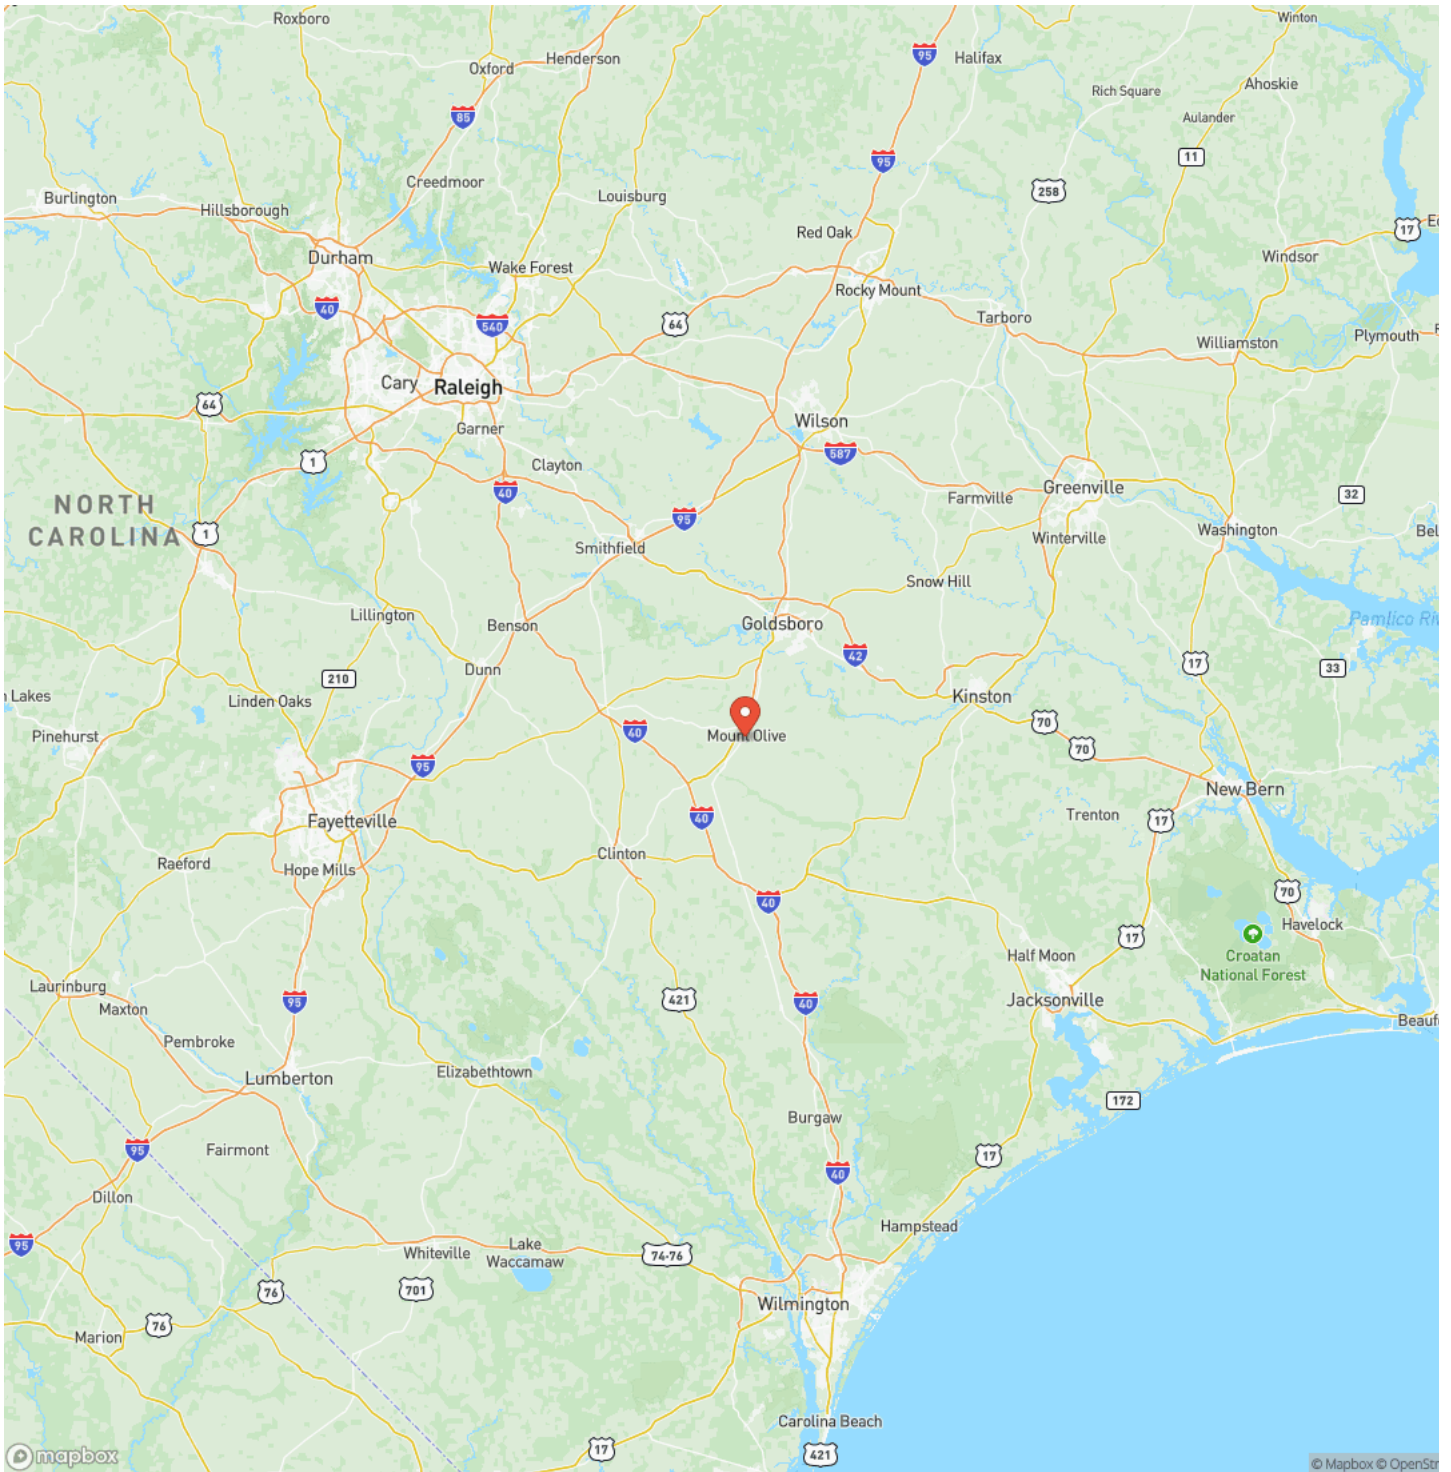 Roxboro
Winton
Henderson
95
Halifax
Oxford
Ahoskie
Rich Square
85
Aulander
95
11
Creedmoor
258
Burlington
Louisburg
Hillsborough
17
Red Oak
Durham
Windsor
Wake Forest
Rocky Mount
40
Tarboro
540
64
Plymouth
Williamston
Cary
Raleigh
64
Wilson
Garner
587
1
Clayton
Greenville
40
Farmville
32
NORTH
CAROLINA
95
1
Washington
Bel
Winterville
Smithfield
Snow Hill
Lillington
Pamlico Riv
Benson
Goldsboro
42
17
33
Dunn
210
n Lakes
Linden Oaks
Kinston
70
40
Pinehurst
Mount Olive
70
95
New Bern
Trenton
40
17
Fayetteville
Clinton
Raeford
Hope Mills
70
40
Havelock
17
Half Moon
Croatan
National Forest
Laurinburg
Maxton
95
421
40
Jacksonville
Beaufo
Pembroke
Elizabethtown
Lumberton
172
Burgaw
95
Fairmont
17
40
Dillon
Hampstead
95
Whiteville
Lake
Waccamaw
74-76
76
701
Wilmington
76
Marion
Carolina Beach
17
421
mapbox
© Mapbox © OpenStr